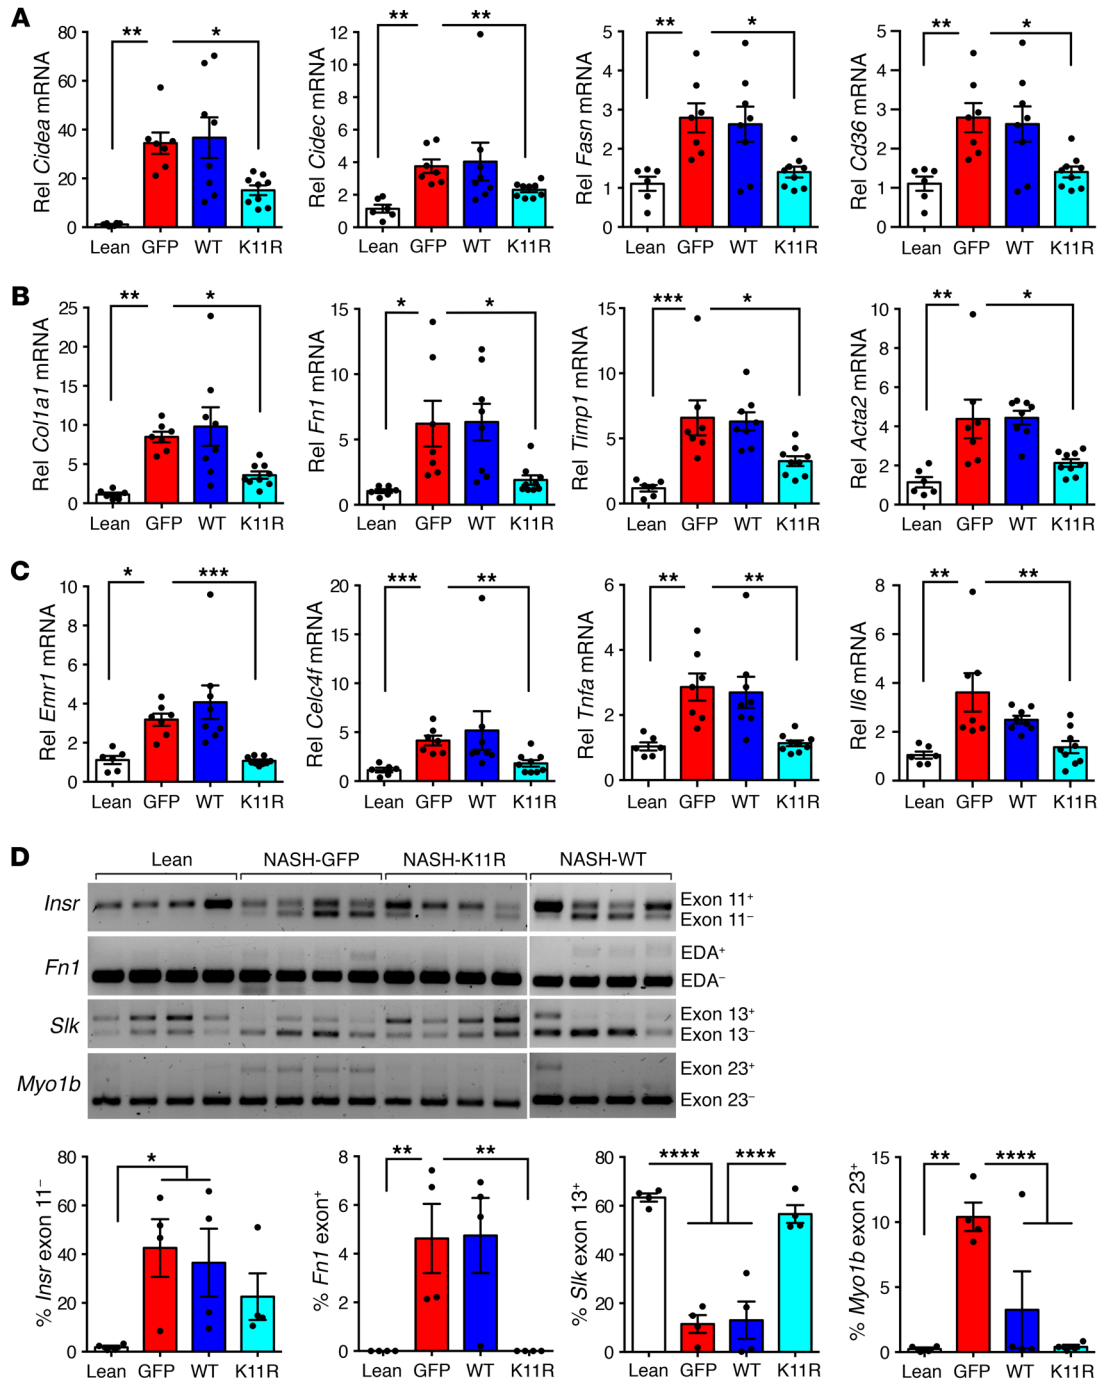 A
Rel Cidea mRNA
80
60
40
20
0
** *
Lean GFP WT K11R
Rel Cidec mRNA
12
10
8
6
4
2
0
** **
Lean GFP WT K11R
Rel Fasn mRNA
5
4
3
2
1
0
** *
Lean GFP WT K11R
Rel Cd36 mRNA
5
4
3
2
1
0
** *
Lean GFP WT K11R
B
Rel Col1a1 mRNA
25
20
15
10
5
0
** *
Lean GFP WT K11R
Rel Fn1 mRNA
15
10
5
0
* *
Lean GFP WT K11R
Rel Timp1 mRNA
15
10
5
0
*** *
Lean GFP WT K11R
Rel Acta2 mRNA
10
8
6
4
2
0
** *
Lean GFP WT K11R
C
Rel Emr1 mRNA
10
8
6
4
2
0
* ***
Lean GFP WT K11R
Rel Celc4f mRNA
20
15
10
5
0
*** **
Lean GFP WT K11R
Rel Tnfa mRNA
6
4
2
0
** **
Lean GFP WT K11R
Rel Il6 mRNA
8
6
4
2
0
** **
Lean GFP WT K11R
D
Lean NASH-GFP NASH-K11R NASH-WT
Insr
Exon 11+
Exon 11−
Fn1
EDA+
EDA−
Slk
Exon 13+
Exon 13−
Myo1b
Exon 23+
Exon 23−
% Insr exon 11−
80
60
40
20
0
*
Lean GFP WT K11R
% Fn1 exon+
8
6
4
2
0
** **
Lean GFP WT K11R
% Slk exon 13+
80
60
40
20
0
**** ****
Lean GFP WT K11R
% Myo1b exon 23+
15
10
5
0
** ****
Lean GFP WT K11R